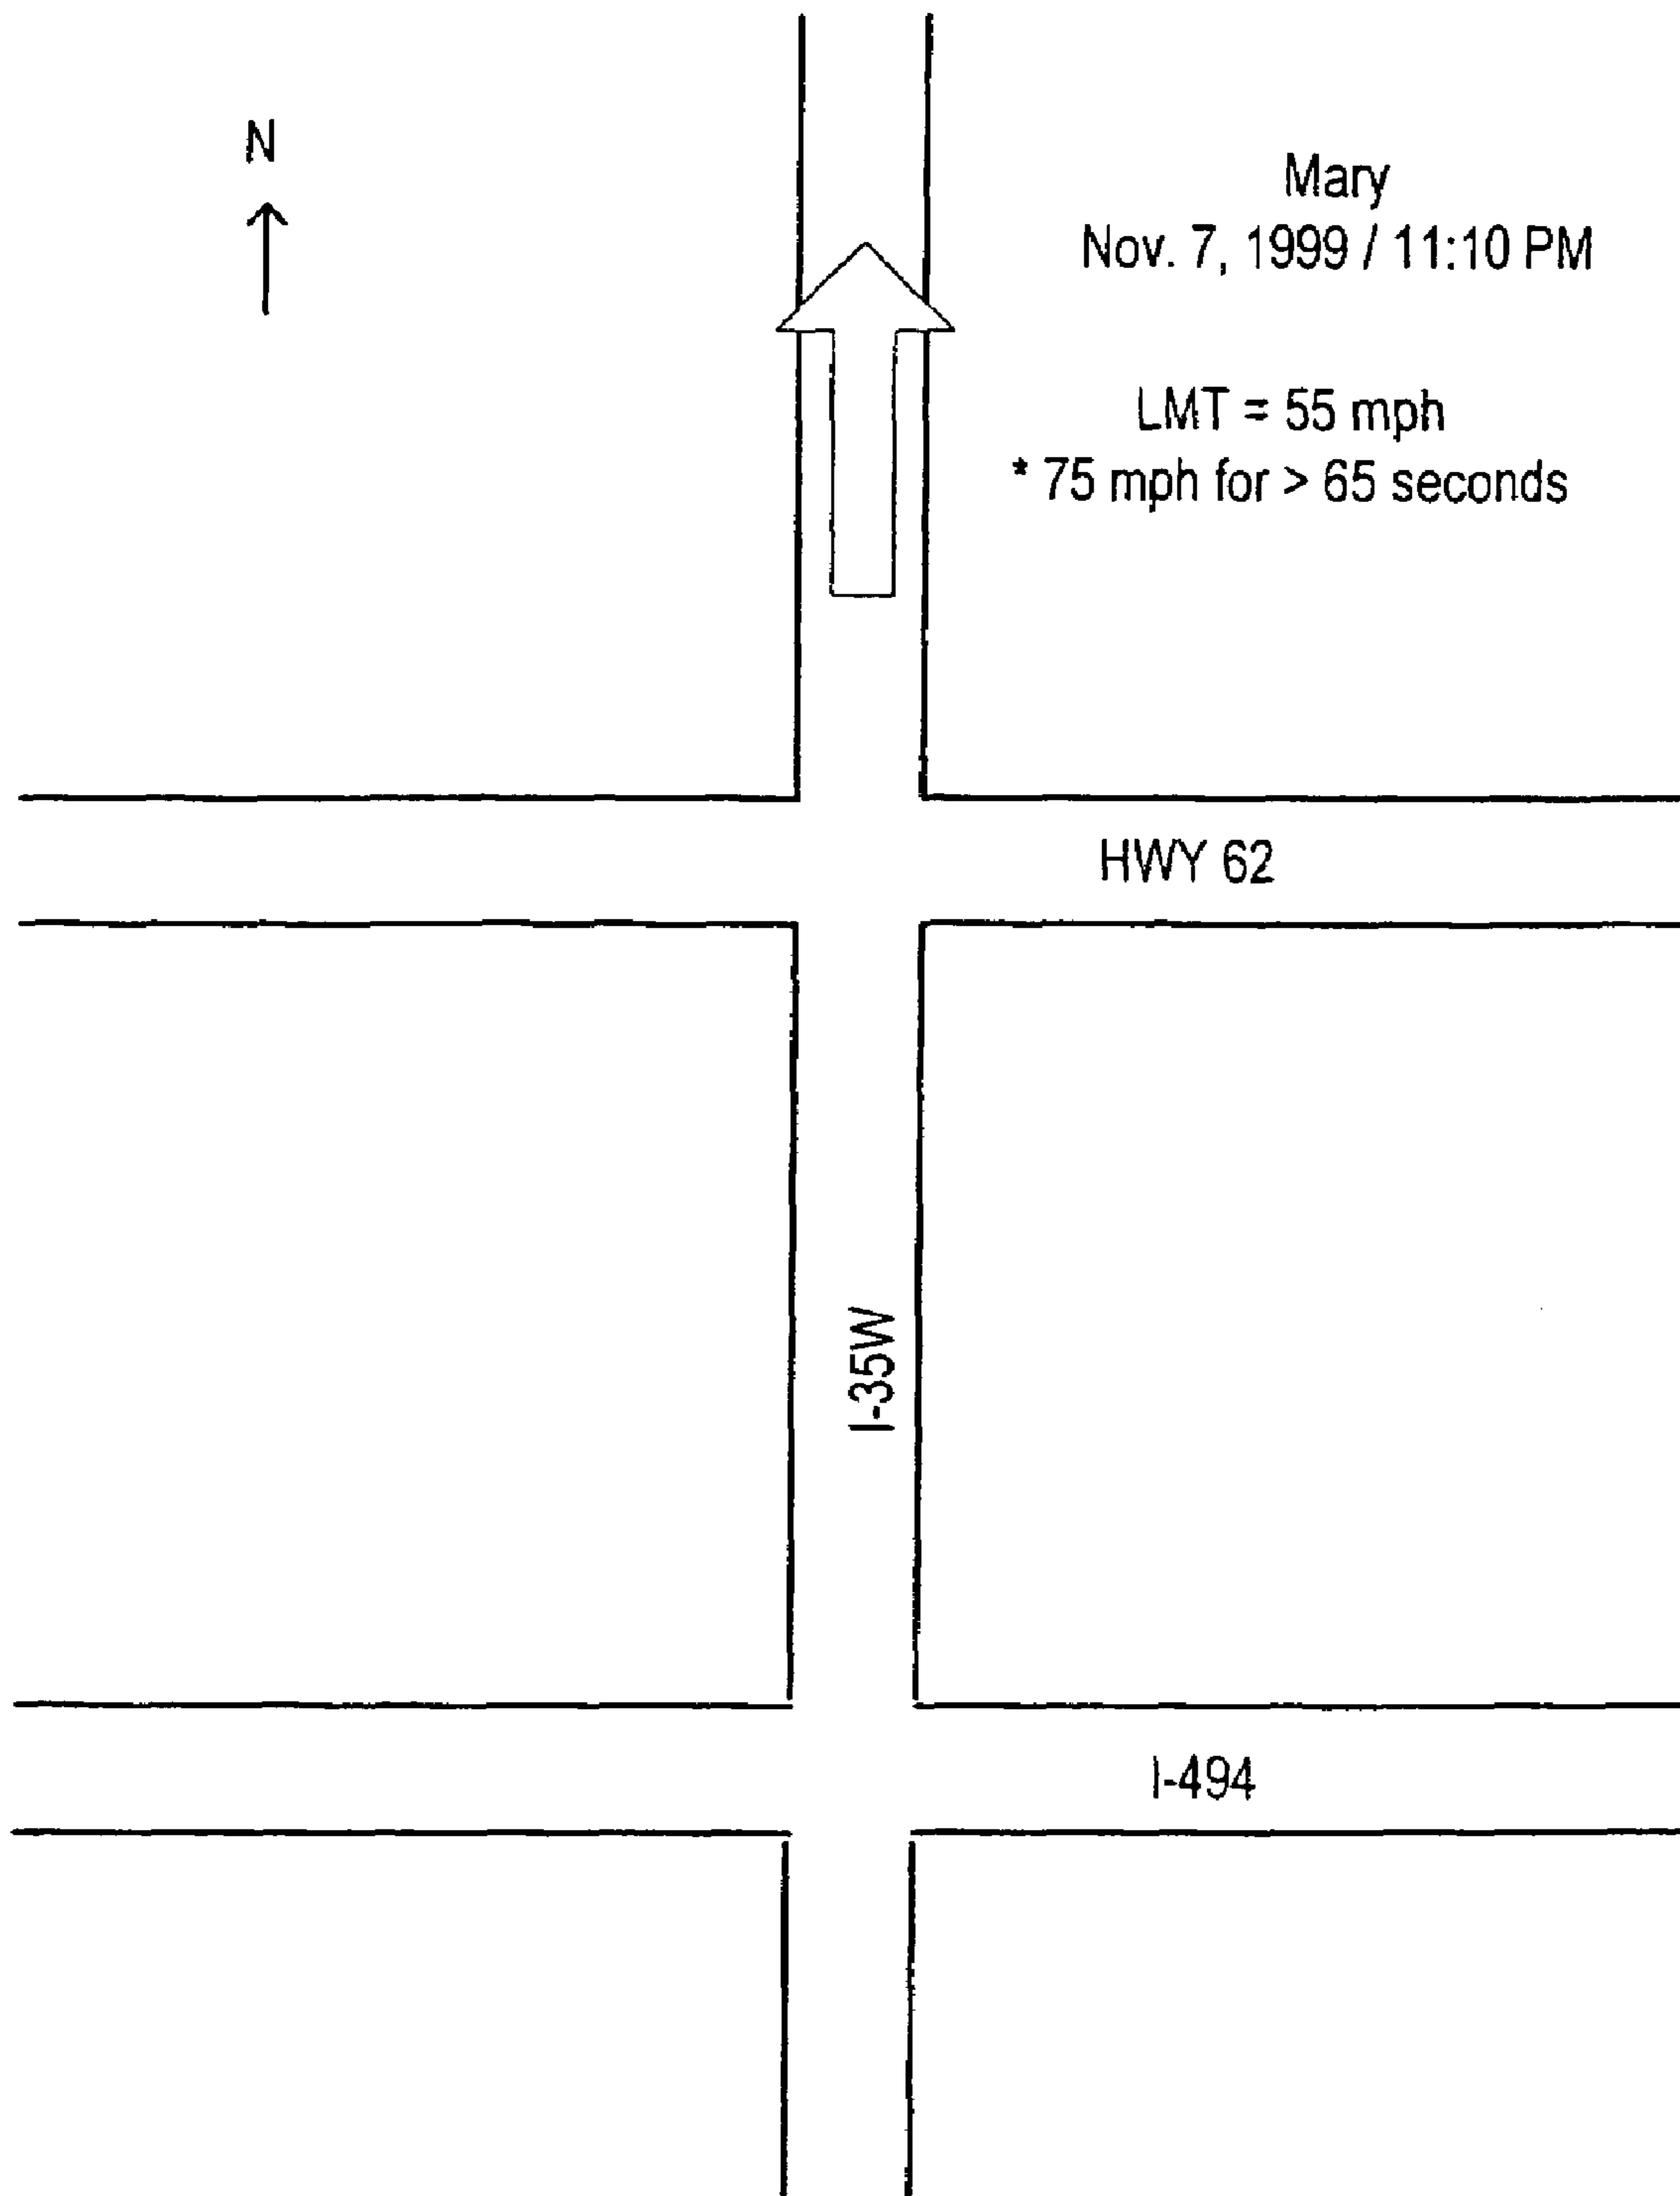 N
Mary
Nov. 7, 1999 / 11:10 PM
LMT = 55 mph
* 75 mph for > 65 seconds
HWY 62
I-35W
I-494